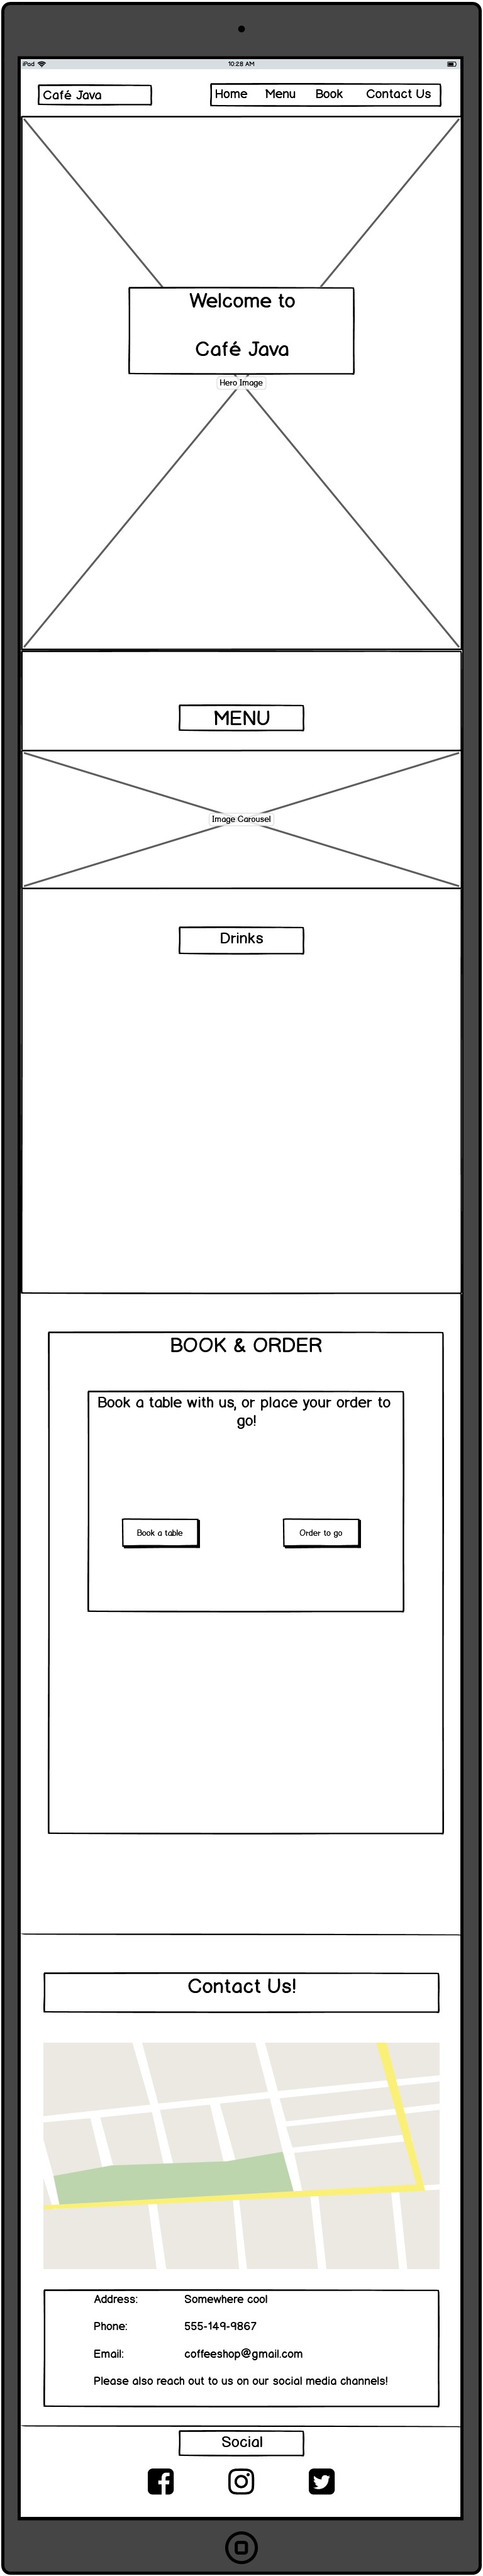 iPad 10:28 AM
Café Java
Home Menu Book Contact Us
Welcome to
Café Java
Hero Image
MENU
Image Carousel
Drinks
BOOK & ORDER
Book a table with us, or place your order to
go!
Book a table Order to go
Contact Us!
Address: Somewhere cool
Phone: 555-149-9867
Email: coffeeshop@gmail.com
Please also reach out to us on our social media channels!
Social